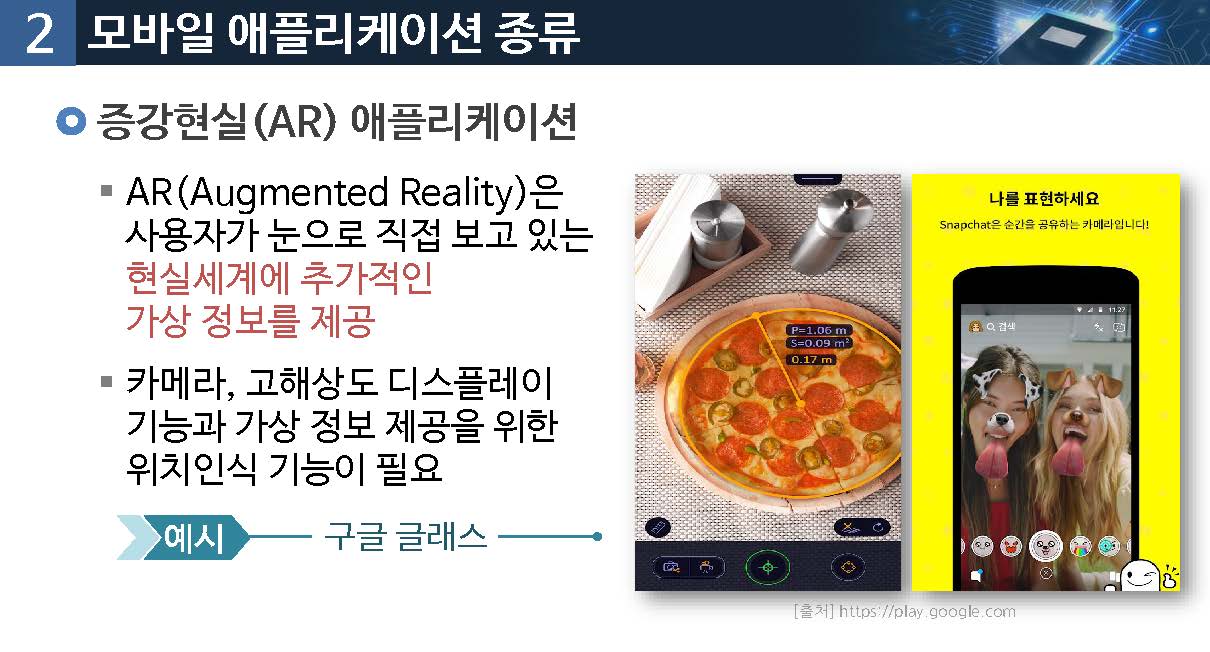 2 모바일 애플리케이션 종류
증강현실(AR) 애플리케이션
AR(Augmented Reality)은
사용자가 눈으로 직접 보고 있는
현실세계에 추가적인
가상 정보를 제공
카메라, 고해상도 디스플레이
기능과 가상 정보 제공을 위한
위치인식 기능이 필요
예시 구글 글래스
P=1.06 m
S=0.09 m²
0.17 m
나를 표현하세요
Snapchat은 순간을 공유하는 카메라입니다!
11:27
검색
[출처] https://play.google.com